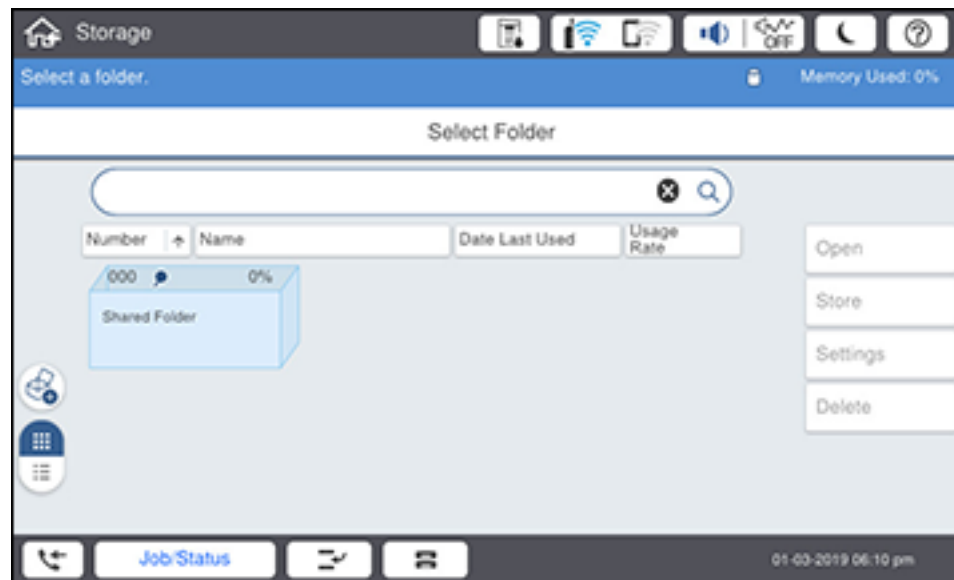 Storage
OFF
Select a folder.
Memory Used: 0%
Select Folder
Number
Name
Date Last Used
Usage
Rate
000
0%
Shared Folder
Open
Store
Settings
Delete
Job/Status
01-03-2019 06:10 pm